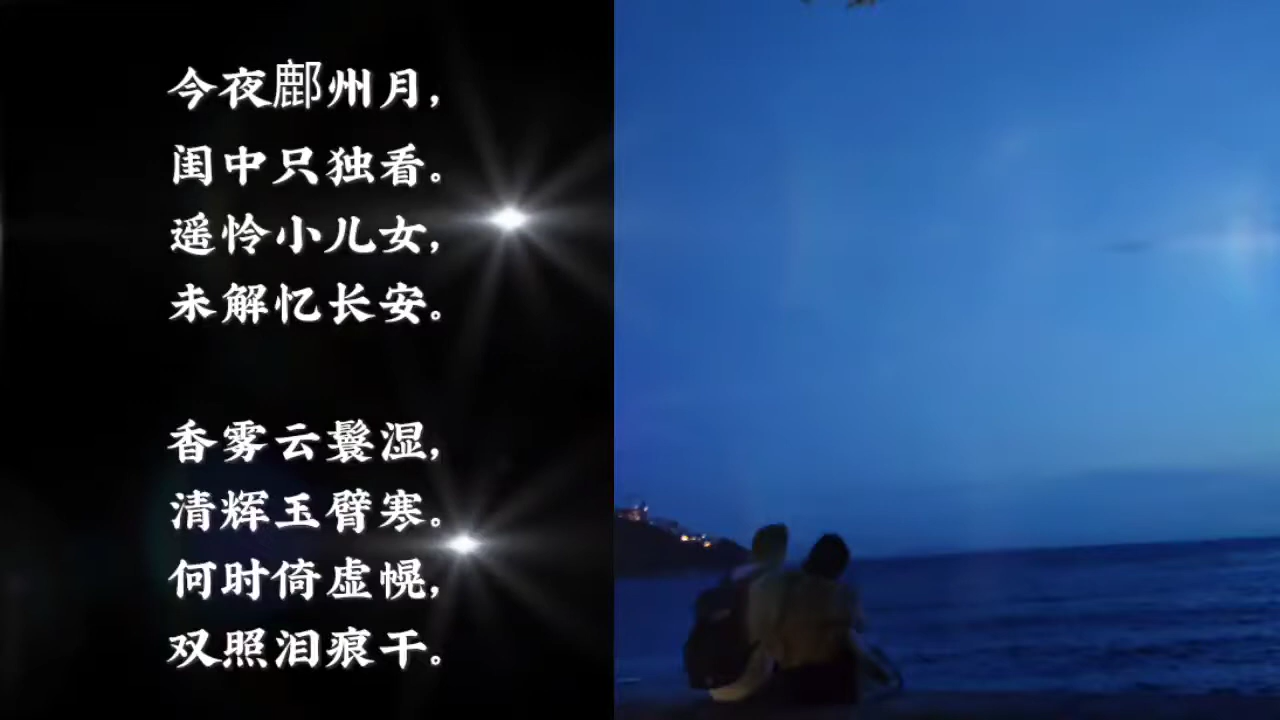 今夜鄜州月,
闺中只独看。
遥怜小儿女,
未解忆长安。
香雾云鬟湿,
清辉玉臂寒。
何时倚虚幌,
双照泪痕干。